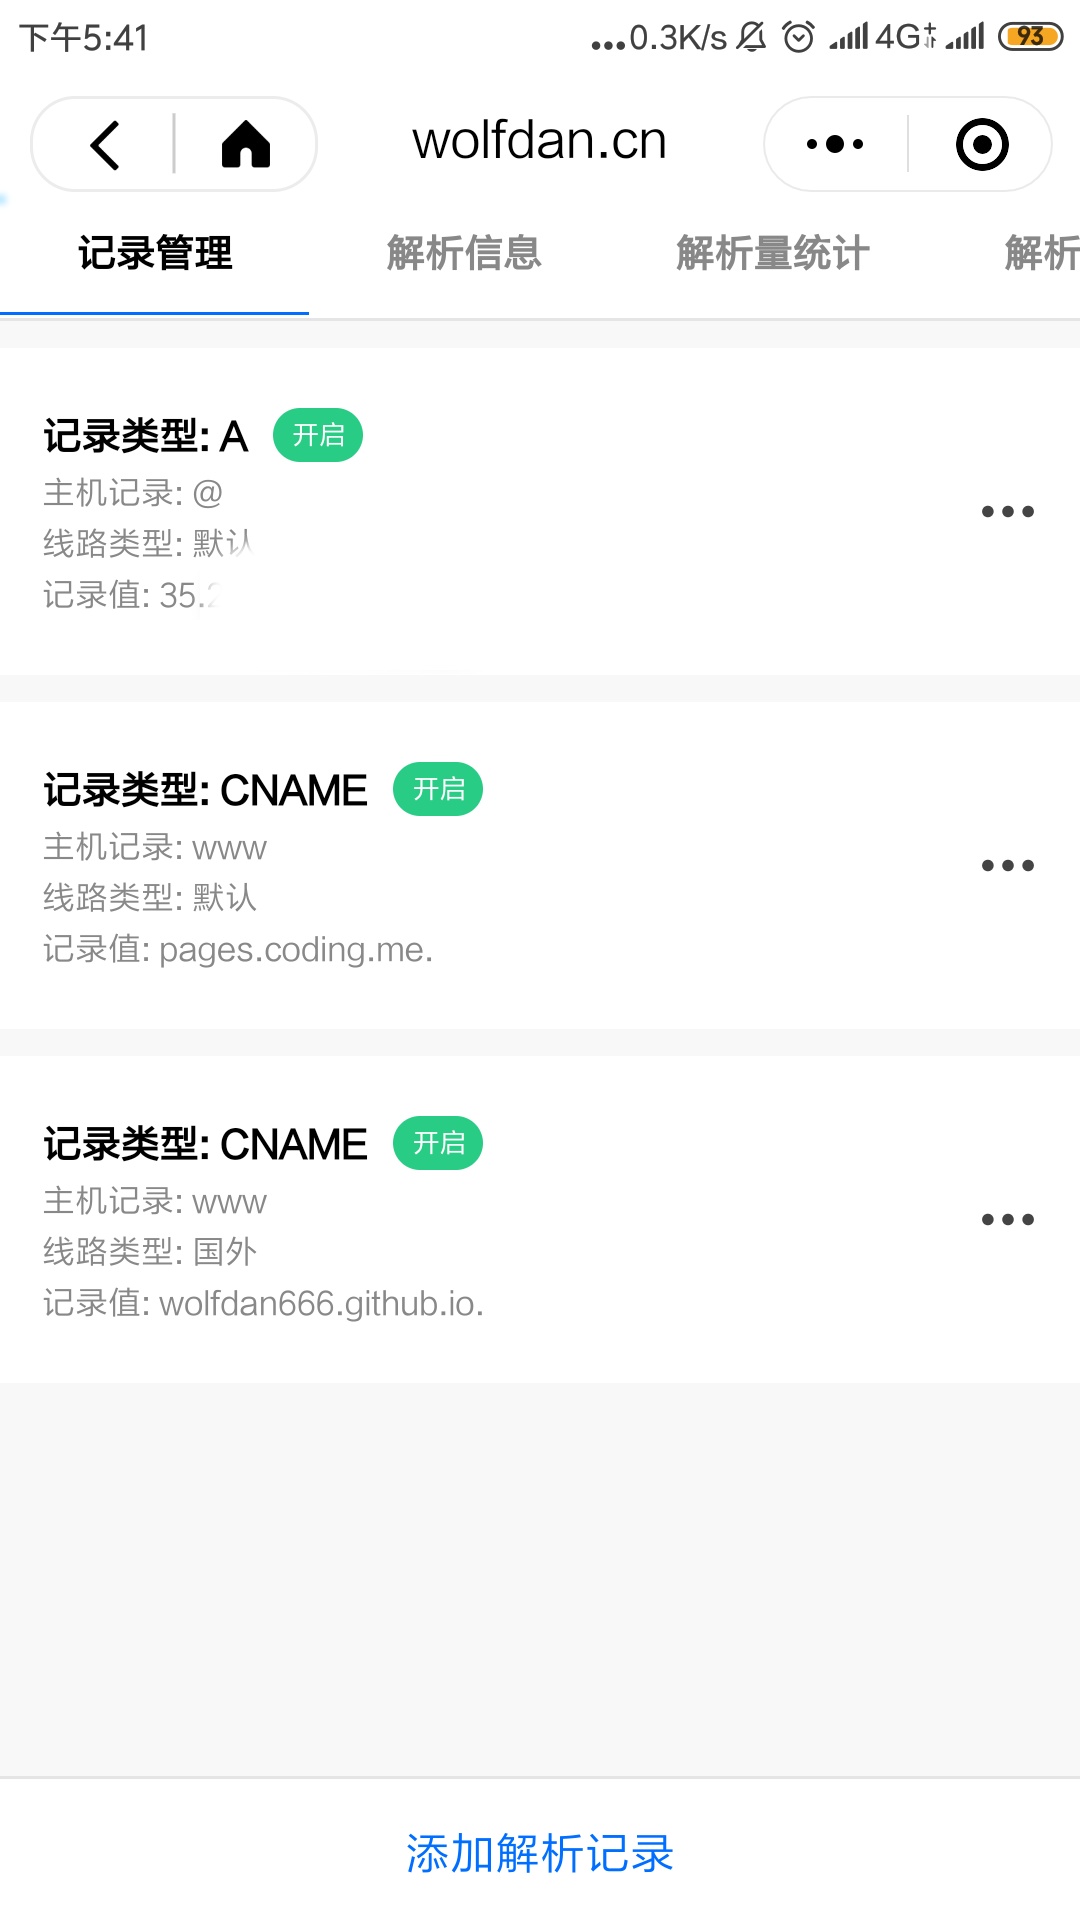 下午5:41
...0.3K/s 4G 93
wolfdan.cn
记录管理 解析信息 解析量统计 解析
记录类型: A 开启
主机记录: @
线路类型: 默认
记录值: 35.
记录类型: CNAME 开启
主机记录: www
线路类型: 默认
记录值: pages.coding.me.
记录类型: CNAME 开启
主机记录: www
线路类型: 国外
记录值: wolfdan666.github.io.
添加解析记录